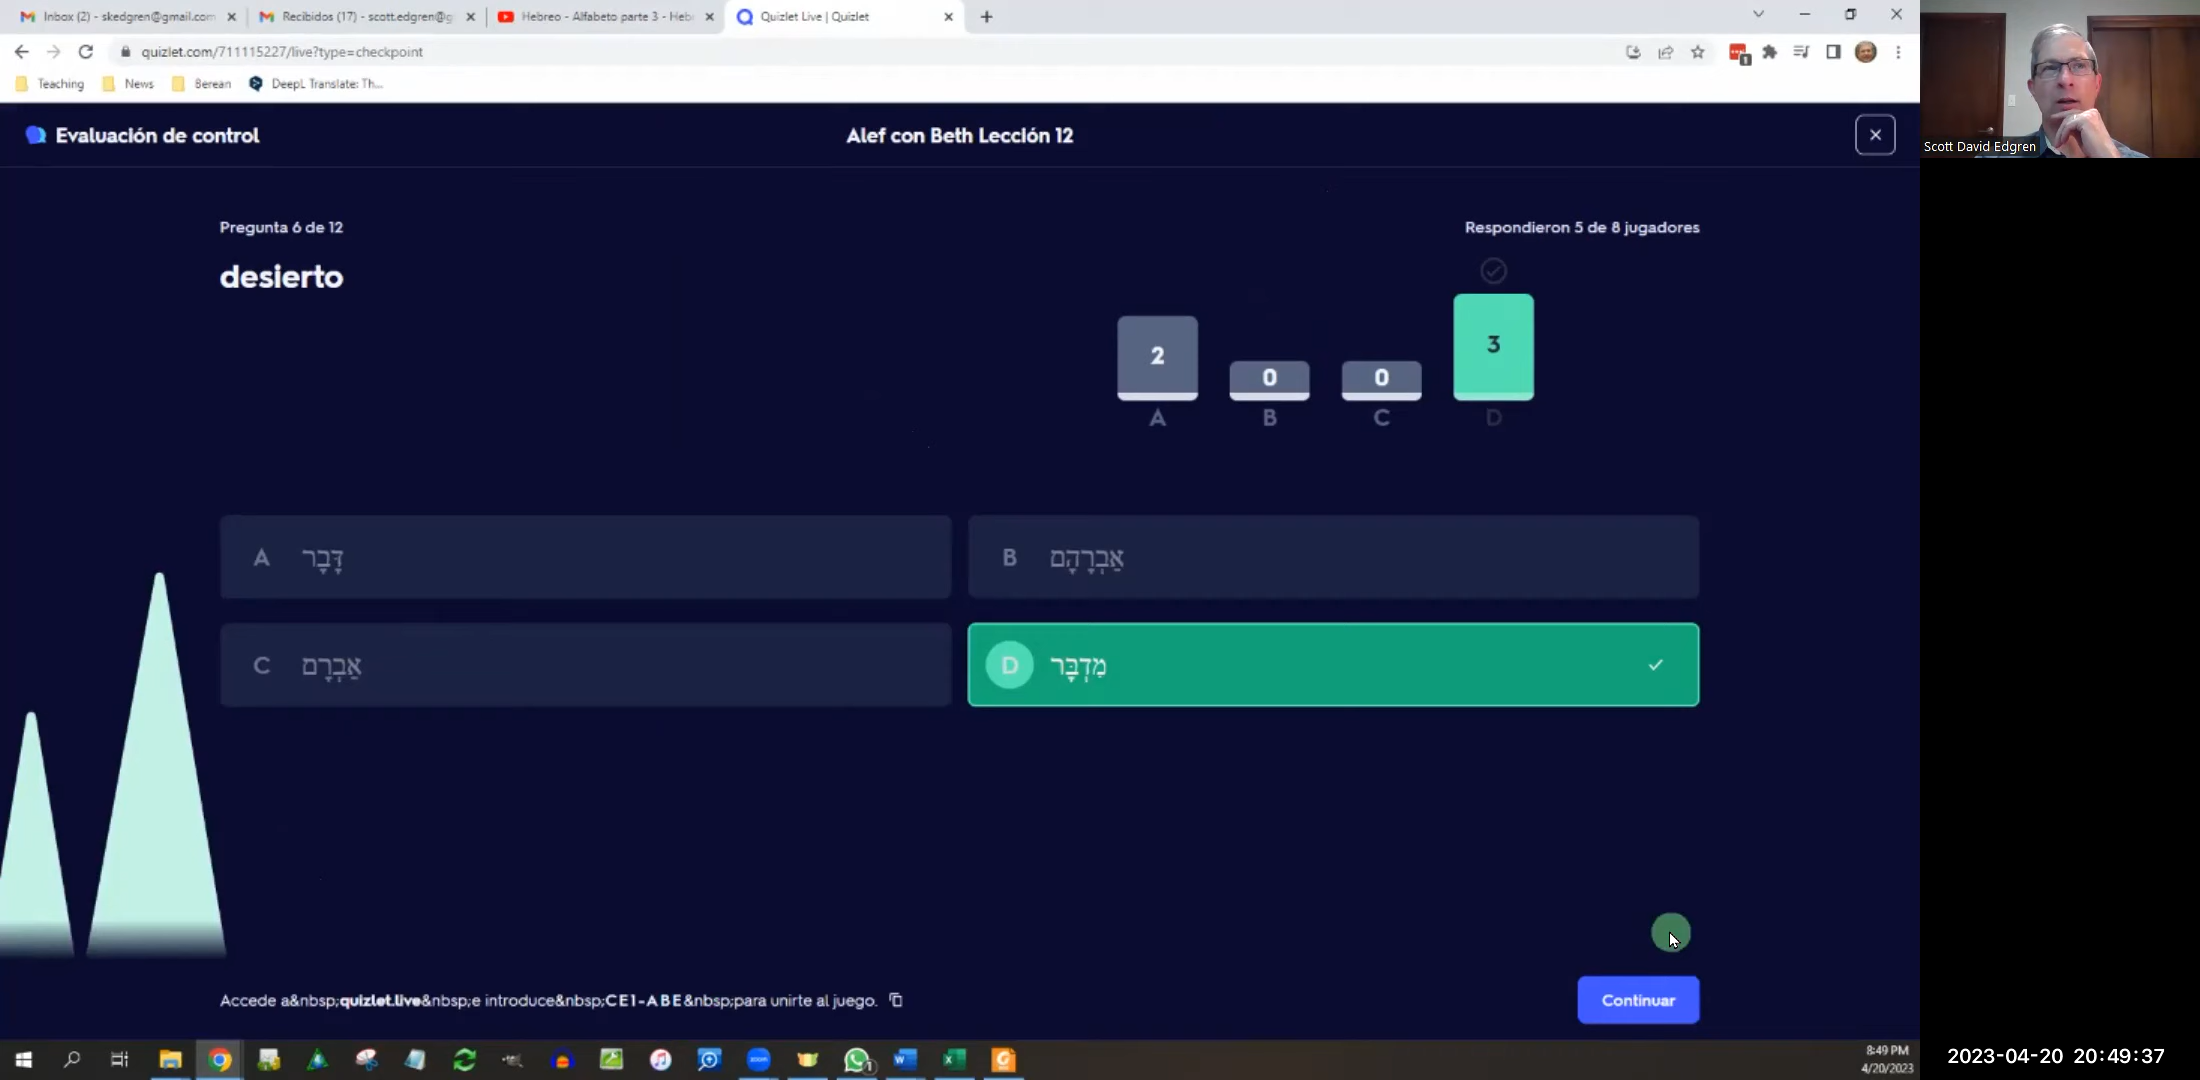 Inbox (2) - skedgren@gmail.com
Recibidos (17) - scott.edgren@g
Hebreo - Alfabeto parte 3 - Heb
Quizlet Live | Quizlet
quizlet.com/711115227/live?type=checkpoint
Teaching
News
Berean
DeepL Translate: Th...
Evaluación de control
Alef con Beth Lección 12
Scott David Edgren
Pregunta 6 de 12
Respondieron 5 de 8 jugadores
desierto
2
0
0
3
A
B
C
D
A דָּבָר
B אַבְרָהָם
C אַבְרָם
D מִדְבָּר
Accede a&nbsp;quizlet.live&nbsp;e introduce&nbsp;CE1-ABE&nbsp;para unirte al juego.
Continuar
zoom
1
8:49 PM
4/20/2023
2023-04-20 20:49:37